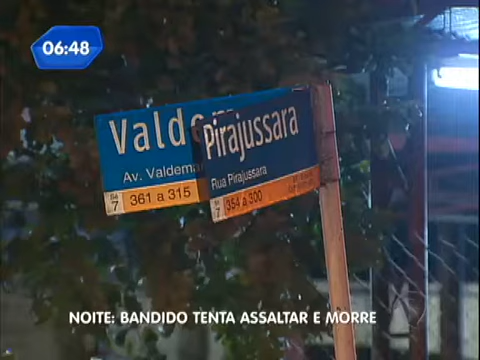 06:48
Valde
Av. Valdema
361 a 315
Pirajussara
Rua Pirajussara
354 a 300
NOITE: BANDIDO TENTA ASSALTAR E MORRE